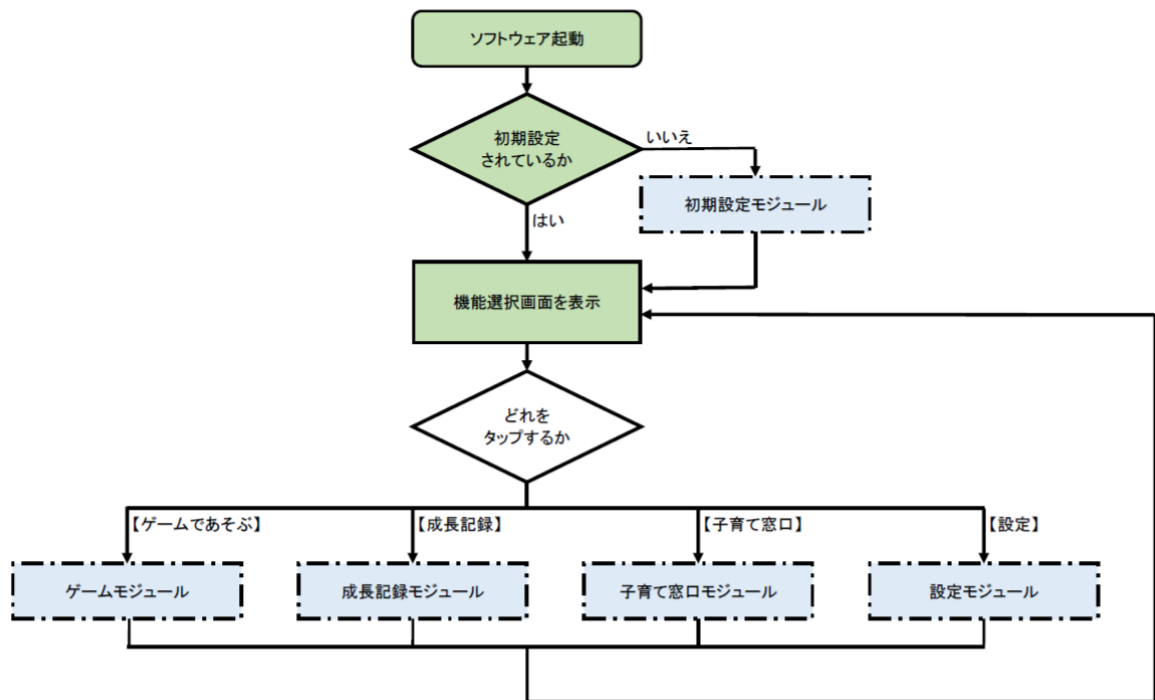 ソフトウェア起動
初期設定
されているか
いいえ
初期設定モジュール
はい
機能選択画面を表示
どれを
タップするか
【ゲームであそぶ】
【成長記録】
【子育て窓口】
【設定】
ゲームモジュール
成長記録モジュール
子育て窓口モジュール
設定モジュール